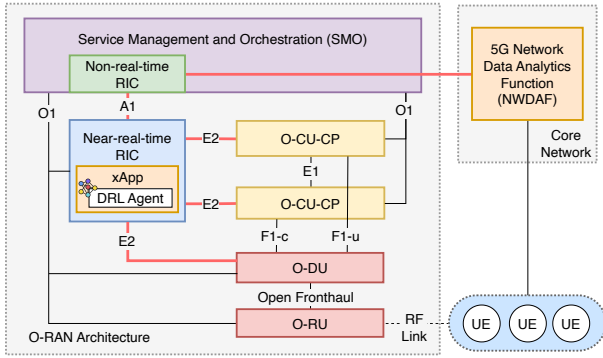 Service Management and Orchestration (SMO)
Non-real-time
RIC
5G Network
Data Analytics
Function
(NWDAF)
Core
Network
O1
A1
O1
Near-real-time
RIC
xApp
DRL Agent
E2
O-CU-CP
E1
E2
O-CU-CP
F1-c
F1-u
E2
O-DU
Open Fronthaul
O-RU
RF
Link
UE
UE
UE
O-RAN Architecture